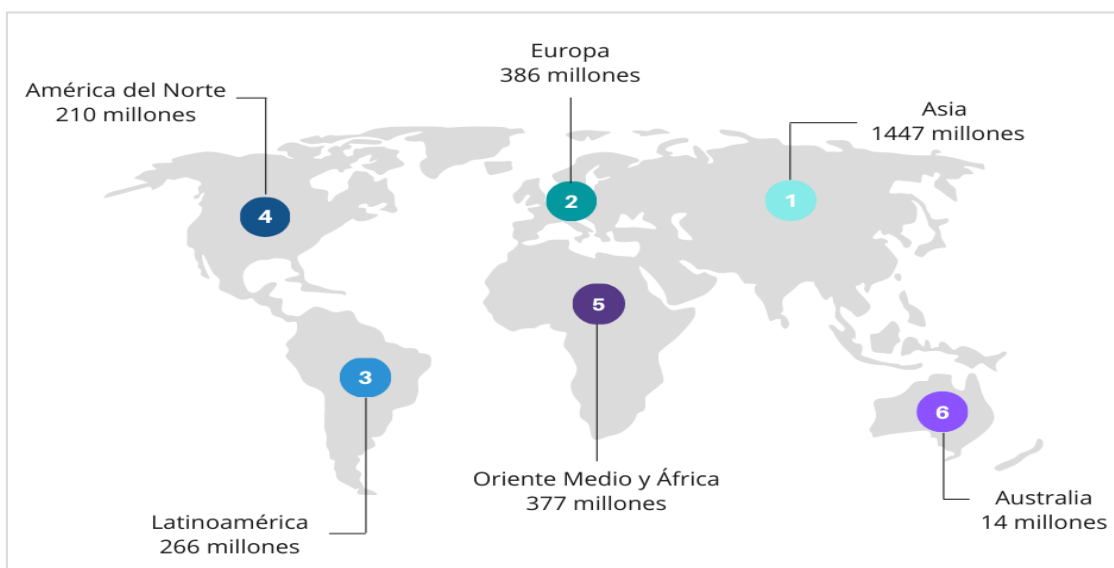 Europa
386 millones
América del Norte
210 millones
Asia
1447 millones
4
2
1
5
3
6
Oriente Medio y África
377 millones
Australia
14 millones
Latinoamérica
266 millones